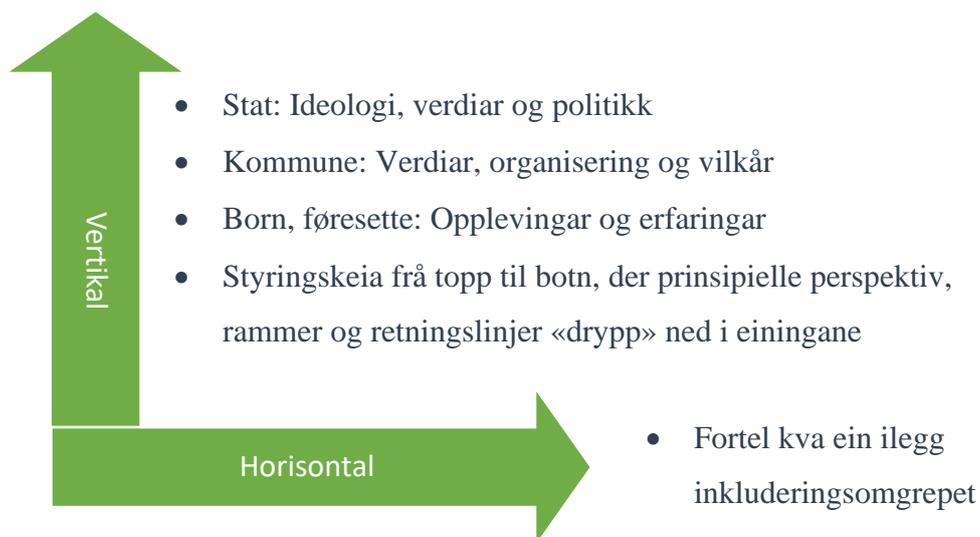 • Stat: Ideologi, verdiar og politikk
• Kommune: Verdiar, organisering og vilkår
• Born, føresette: Opplevingar og erfaringar
• Styringskeia frå topp til botn, der prinsipielle perspektiv,
rammer og retningslinjer «drypp» ned i einingane
Vertikal
Horisontal
• Fortel kva ein ilegg
inkluderingsomgrepet